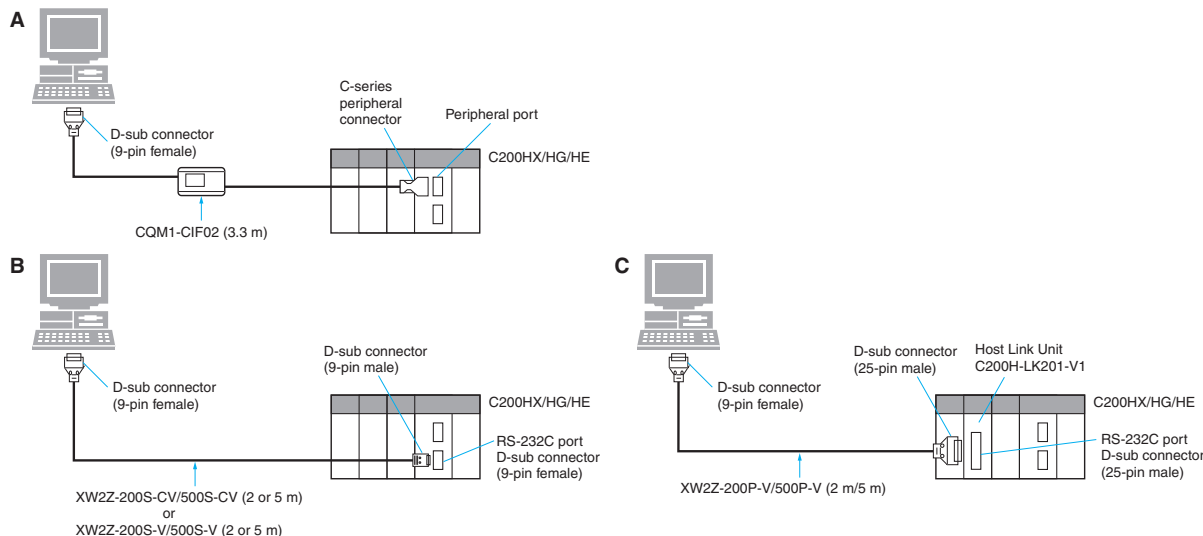 A
D-sub connector
(9-pin female)
C-series
peripheral
connector
Peripheral port
C200HX/HG/HE
CQM1-CIF02 (3.3 m)
B
D-sub connector
(9-pin female)
D-sub connector
(9-pin male)
C200HX/HG/HE
RS-232C port
D-sub connector
(9-pin female)
XW2Z-200S-CV/500S-CV (2 or 5 m)
or
XW2Z-200S-V/500S-V (2 or 5 m)
C
D-sub connector
(9-pin female)
D-sub connector
(25-pin male)
Host Link Unit
C200H-LK201-V1
C200HX/HG/HE
RS-232C port
D-sub connector
(25-pin male)
XW2Z-200P-V/500P-V (2 m/5 m)